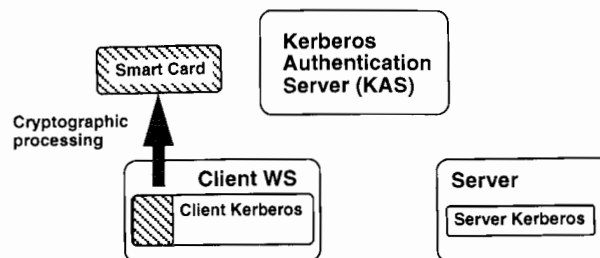 Kerberos
Authentication
Server (KAS)
Smart Card
Cryptographic
processing
Client WS
Client Kerberos
Server
Server Kerberos